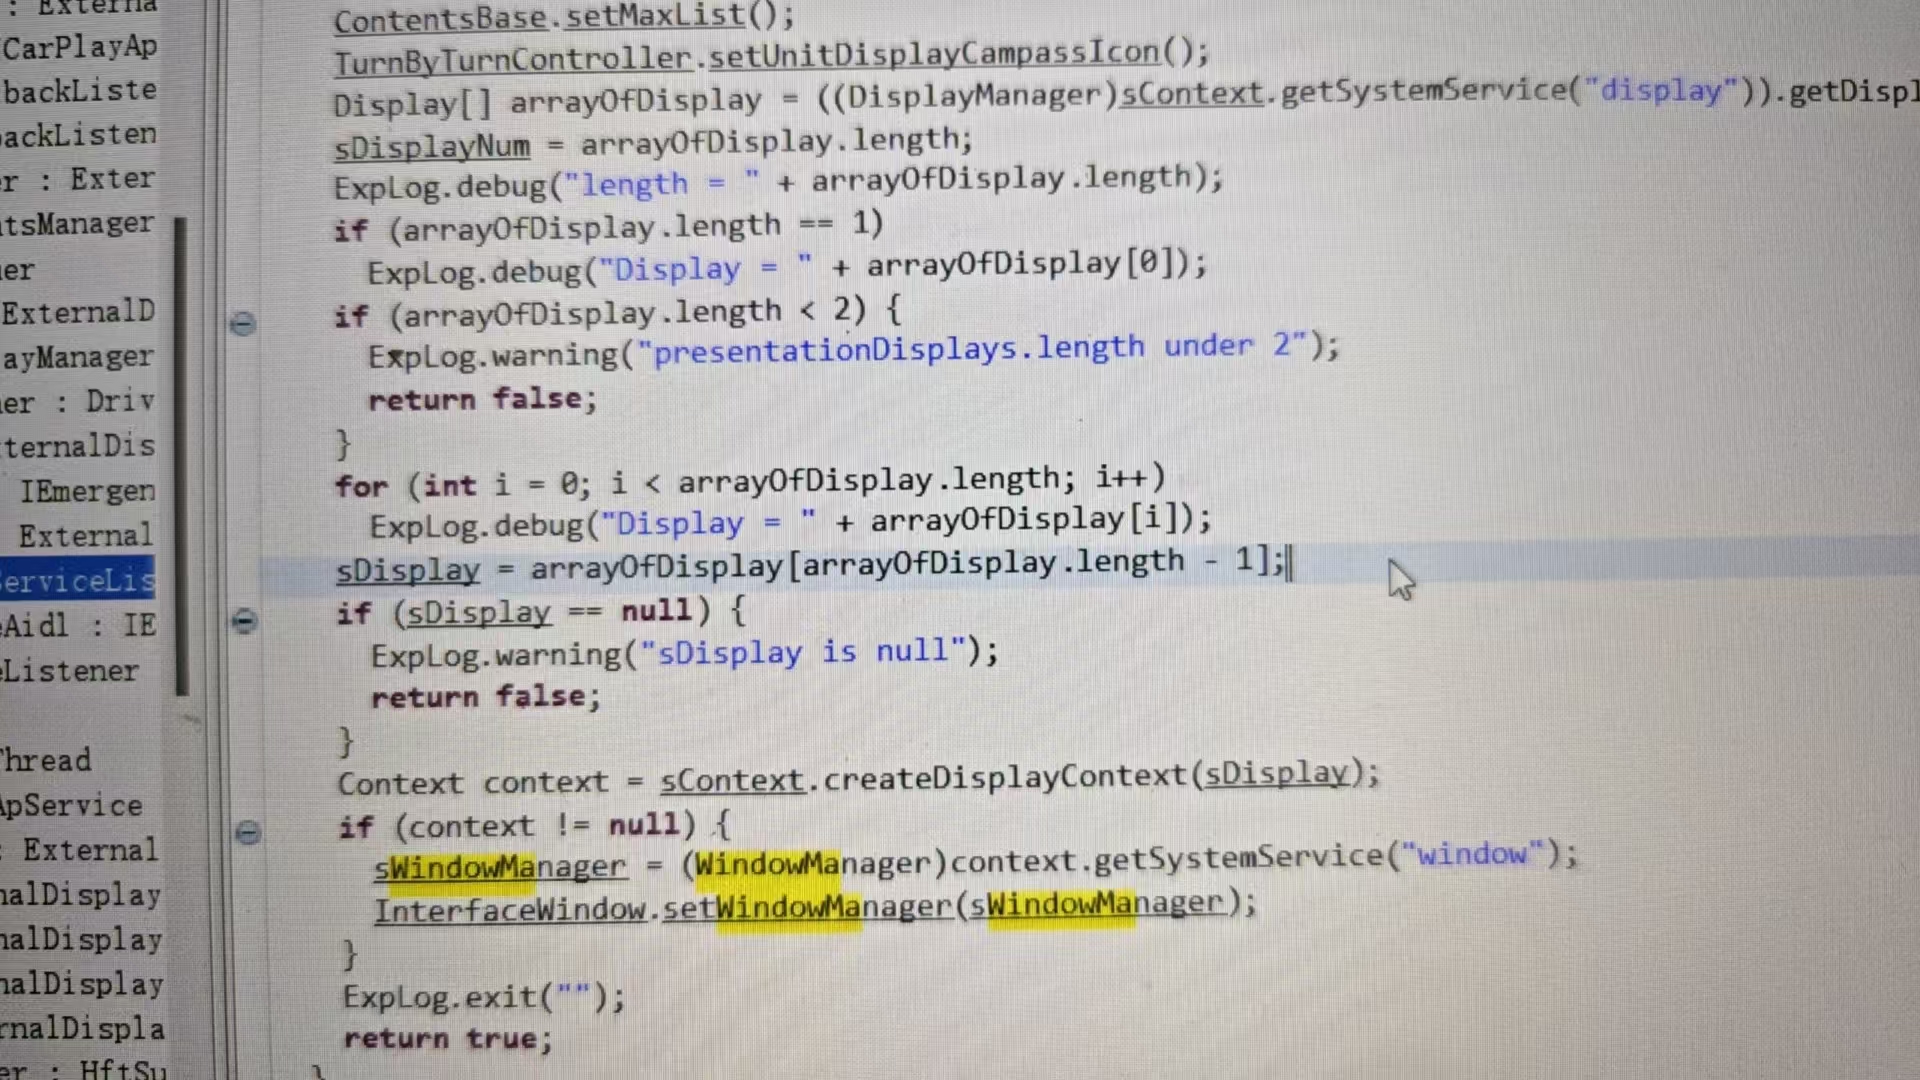 : Externa
CarPlayAp
backListe
ackListen
r : Exter
tsManager
er
ExternalD
ayManager
er : Driv
ternalDis
IEmergen
External
erviceLis
Aidl : IE
Listener
hread
pService
: External
nalDisplay
nalDisplay
nalDisplay
rnalDispla
er : HftSu
ContentsBase.setMaxList();
TurnByTurnController.setUnitDisplayCampassIcon();
Display[] arrayOfDisplay = ((DisplayManager)sContext.getSystemService("display")).getDispl
sDisplayNum = arrayOfDisplay.length;
ExpLog.debug("length = " + arrayOfDisplay.length);
if (arrayOfDisplay.length == 1)
ExpLog.debug("Display = " + arrayOfDisplay[0]);
if (arrayOfDisplay.length < 2) {
ExpLog.warning("presentationDisplays.length under 2");
return false;
}
for (int i = 0; i < arrayOfDisplay.length; i++)
ExpLog.debug("Display = " + arrayOfDisplay[i]);
sDisplay = arrayOfDisplay[arrayOfDisplay.length - 1];
if (sDisplay == null) {
ExpLog.warning("sDisplay is null");
return false;
}
Context context = sContext.createDisplayContext(sDisplay);
if (context != null) {
sWindowManager = (WindowManager)context.getSystemService("window");
InterfaceWindow.setWindowManager(sWindowManager);
}
ExpLog.exit("");
return true;
}